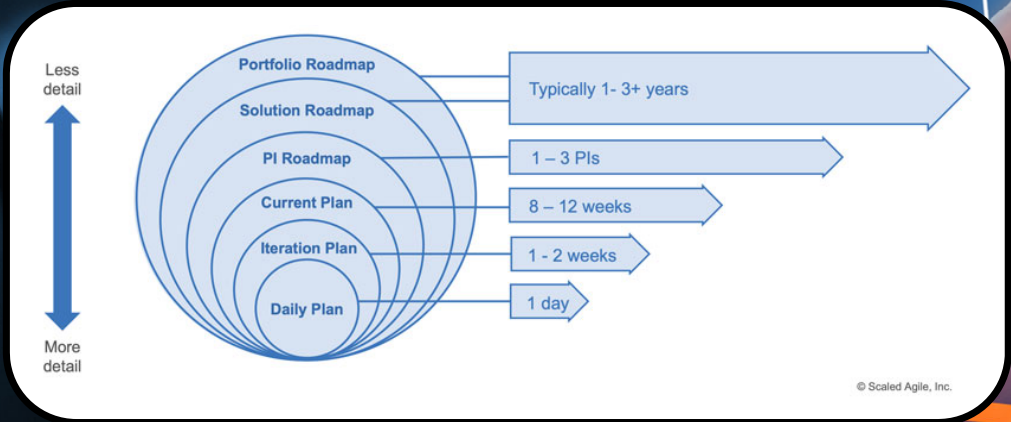 Less
detail
Portfolio Roadmap
Typically 1- 3+ years
Solution Roadmap
PI Roadmap
1 – 3 PIs
Current Plan
8 – 12 weeks
Iteration Plan
1 - 2 weeks
Daily Plan
1 day
More
detail
© Scaled Agile, Inc.